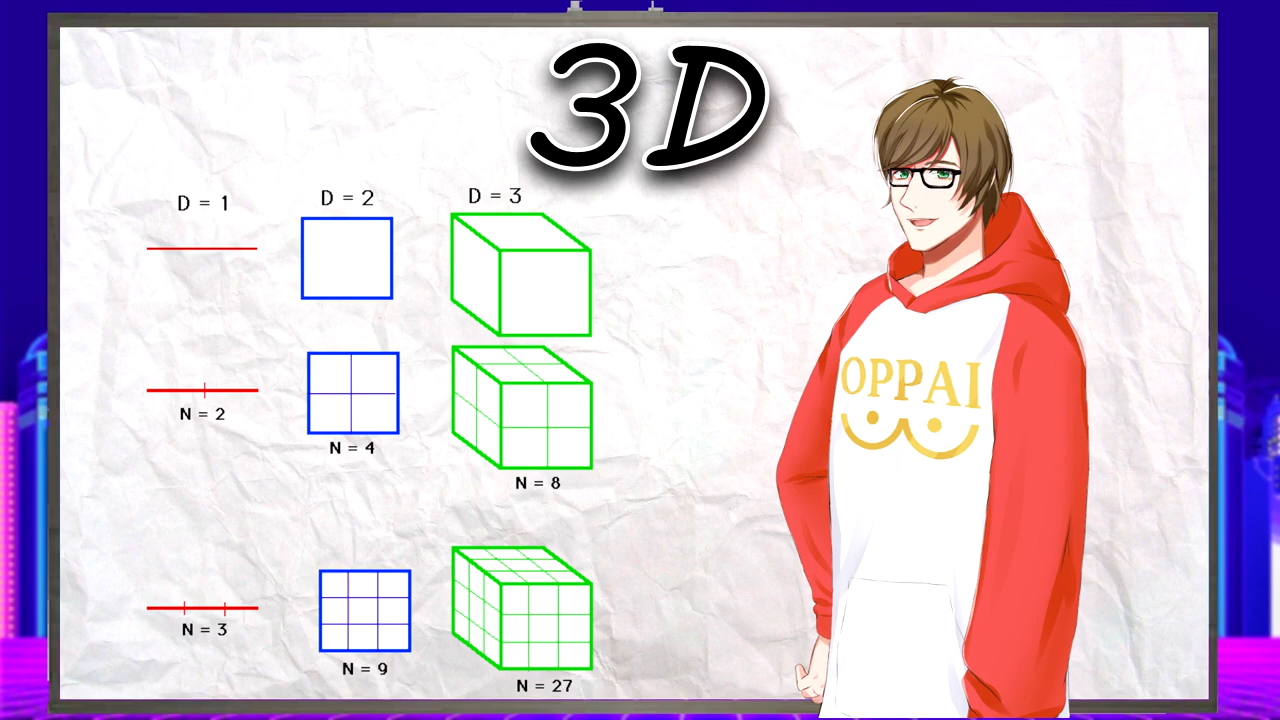 3D
D = 1
D = 2
D = 3
N = 2
N = 4
N = 8
N = 3
N = 9
N = 27
OPPAI